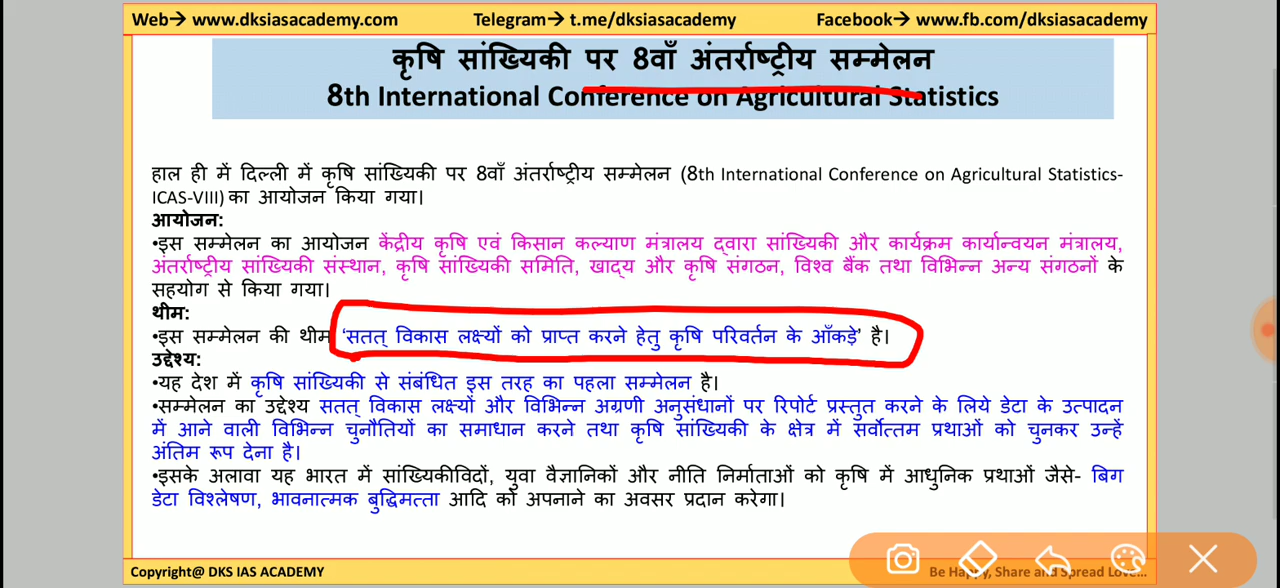 Web→ www.dksiasacademy.com Telegram→ t.me/dksiasacademy Facebook→ www.fb.com/dksiasacademy
कृषि सांख्यिकी पर 8वाँ अंतर्राष्ट्रीय सम्मेलन
8th International Conference on Agricultural Statistics
हाल ही में दिल्ली में कृषि सांख्यिकी पर 8वाँ अंतर्राष्ट्रीय सम्मेलन (8th International Conference on Agricultural Statistics-
ICAS-VIII) का आयोजन किया गया।
आयोजन:
•इस सम्मेलन का आयोजन केंद्रीय कृषि एवं किसान कल्याण मंत्रालय द्वारा सांख्यिकी और कार्यक्रम कार्यान्वयन मंत्रालय,
अंतर्राष्ट्रीय सांख्यिकी संस्थान, कृषि सांख्यिकी समिति, खाद्य और कृषि संगठन, विश्व बैंक तथा विभिन्न अन्य संगठनों के
सहयोग से किया गया।
थीम:
•इस सम्मेलन की थीम ‘सतत् विकास लक्ष्यों को प्राप्त करने हेतु कृषि परिवर्तन के आँकड़े’ है।
उद्देश्य:
•यह देश में कृषि सांख्यिकी से संबंधित इस तरह का पहला सम्मेलन है।
•सम्मेलन का उद्देश्य सतत् विकास लक्ष्यों और विभिन्न अग्रणी अनुसंधानों पर रिपोर्ट प्रस्तुत करने के लिये डेटा के उत्पादन
में आने वाली विभिन्न चुनौतियों का समाधान करने तथा कृषि सांख्यिकी के क्षेत्र में सर्वोत्तम प्रथाओं को चुनकर उन्हें
अंतिम रूप देना है।
•इसके अलावा यह भारत में सांख्यिकीविदों, युवा वैज्ञानिकों और नीति निर्माताओं को कृषि में आधुनिक प्रथाओं जैसे- बिग
डेटा विश्लेषण, भावनात्मक बुद्धिमत्ता आदि को अपनाने का अवसर प्रदान करेगा।
Copyright@ DKS IAS ACADEMY Be Happy, Share and Spread Love...